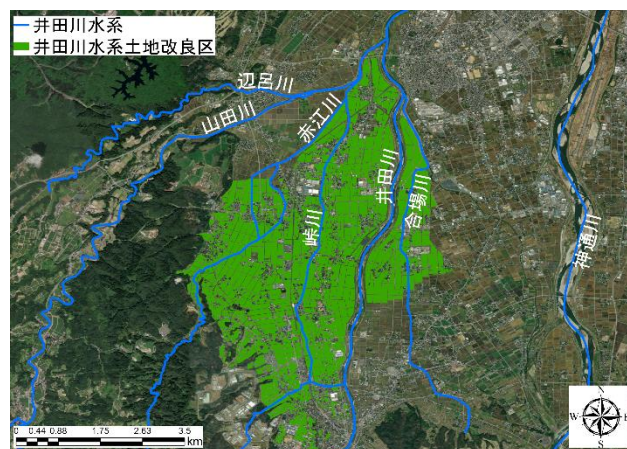 井田川水系
井田川水系土地改良区
辺呂川
山田川
赤江川
井田川
合場川
峠川
神通川
N
W
E
S
0 0.44 0.88 1.75 2.63 3.5
km